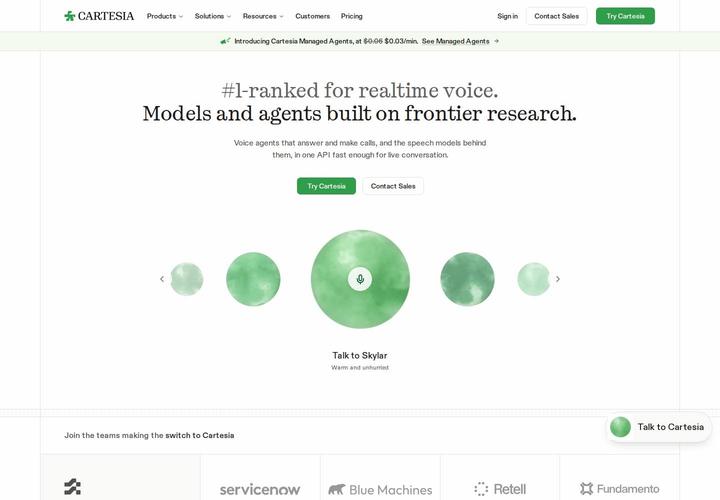 CARTESIA Products Solutions Resources Customers Pricing Sign in Contact Sales Try Cartesia
Introducing Cartesia Managed Agents, at $0.06 $0.03/min. See Managed Agents →
#1-ranked for realtime voice.
Models and agents built on frontier research.
Voice agents that answer and make calls, and the speech models behind
them, in one API fast enough for live conversation.
Try Cartesia Contact Sales
Talk to Skylar
Warm and unhurried
Talk to Cartesia
Join the teams making the switch to Cartesia
servicenow Blue Machines Retell Fundamento